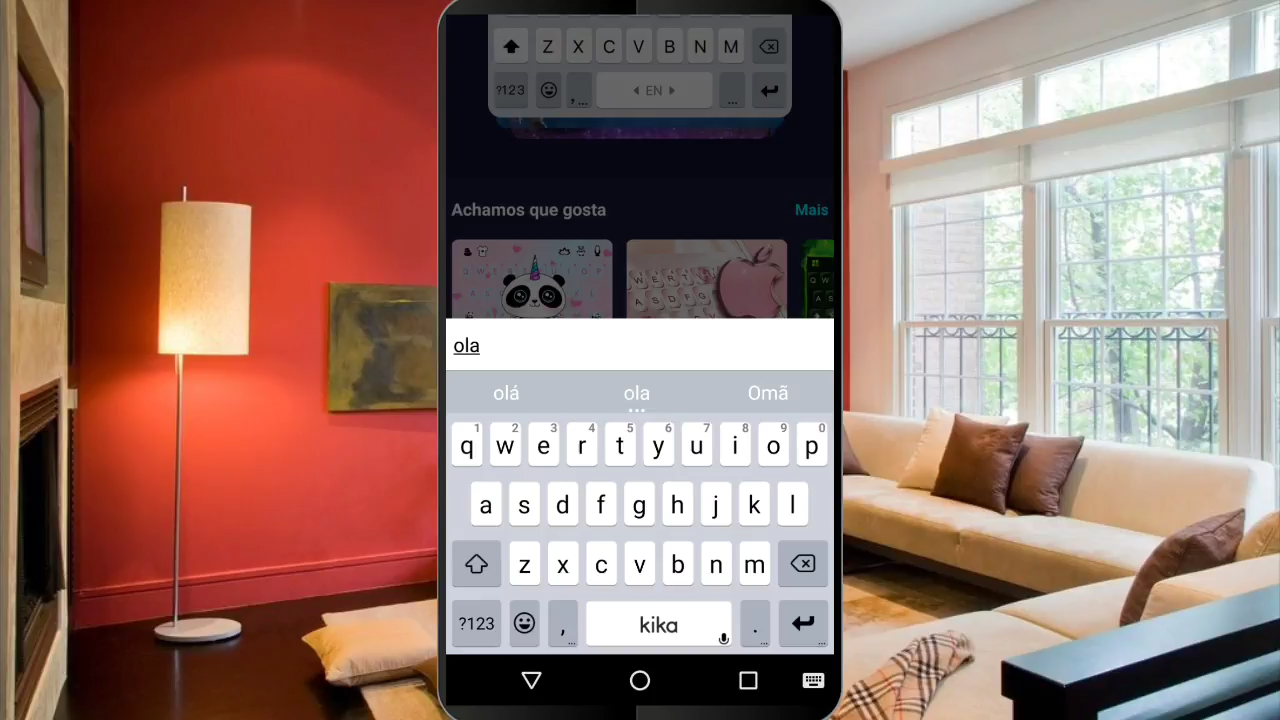 Z X C V B N M
?123 , ... EN ...
Achamos que gosta Mais
ola
olá ola Omã
1 2 3 4 5 6 7 8 9 0
q w e r t y u i o p
a s d f g h j k l
z x c v b n m
?123 , ... kika . ... ...